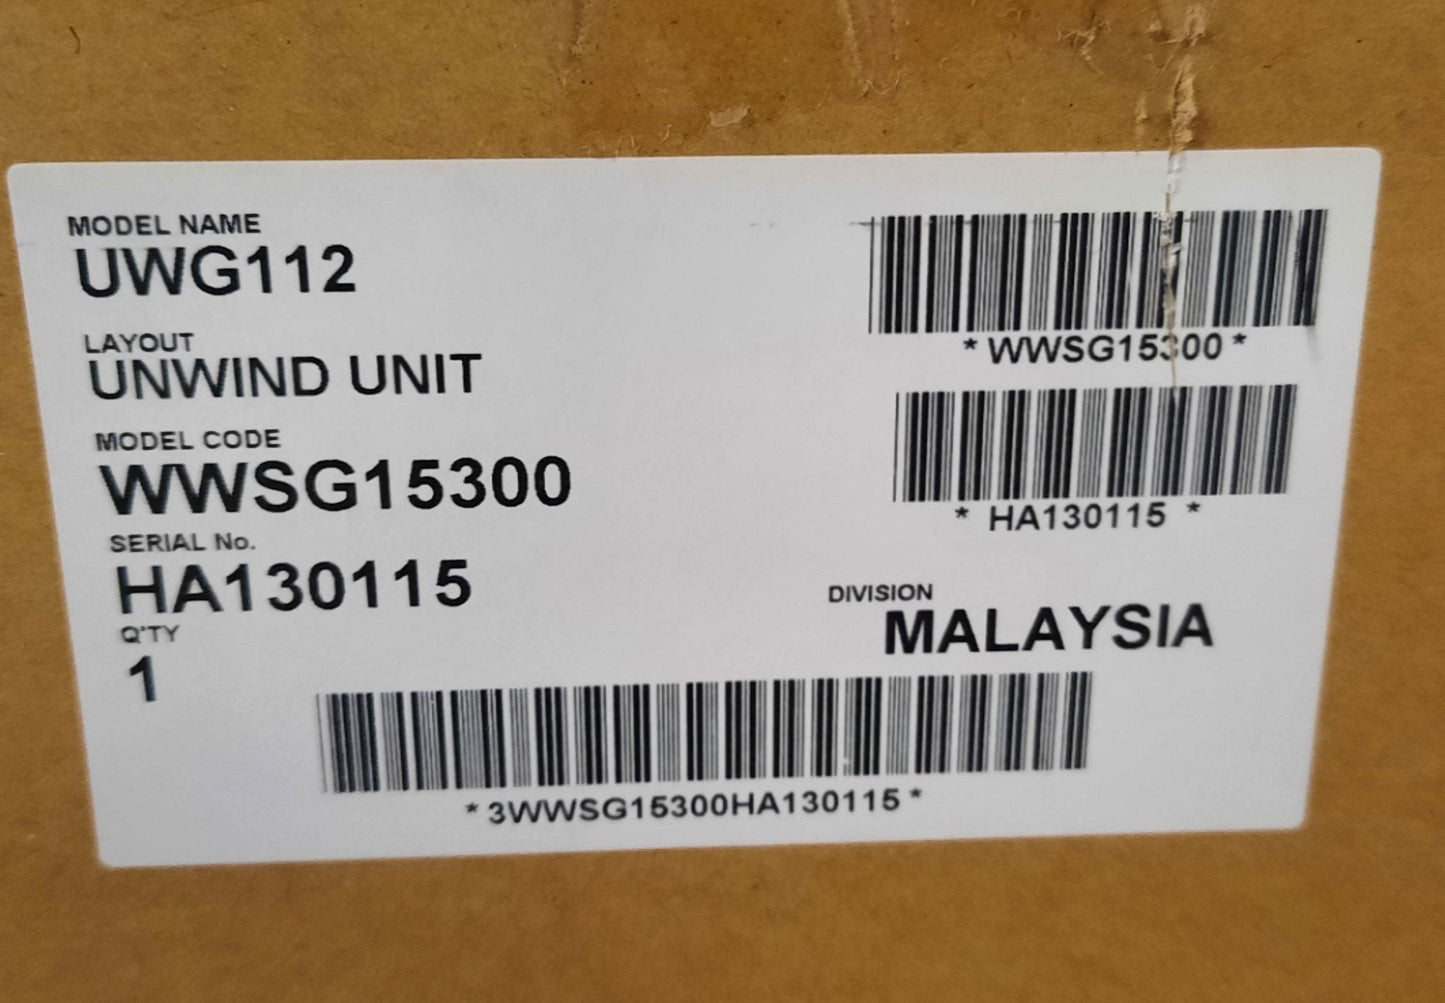 MODEL NAME
UWG112
LAYOUT
UNWIND UNIT
MODEL CODE
WWSG15300
SERIAL No.
HA130115
Q'TY
1
* WWSG15300 *
* HA130115 *
DIVISION
MALAYSIA
* 3WWSG15300HA130115 *